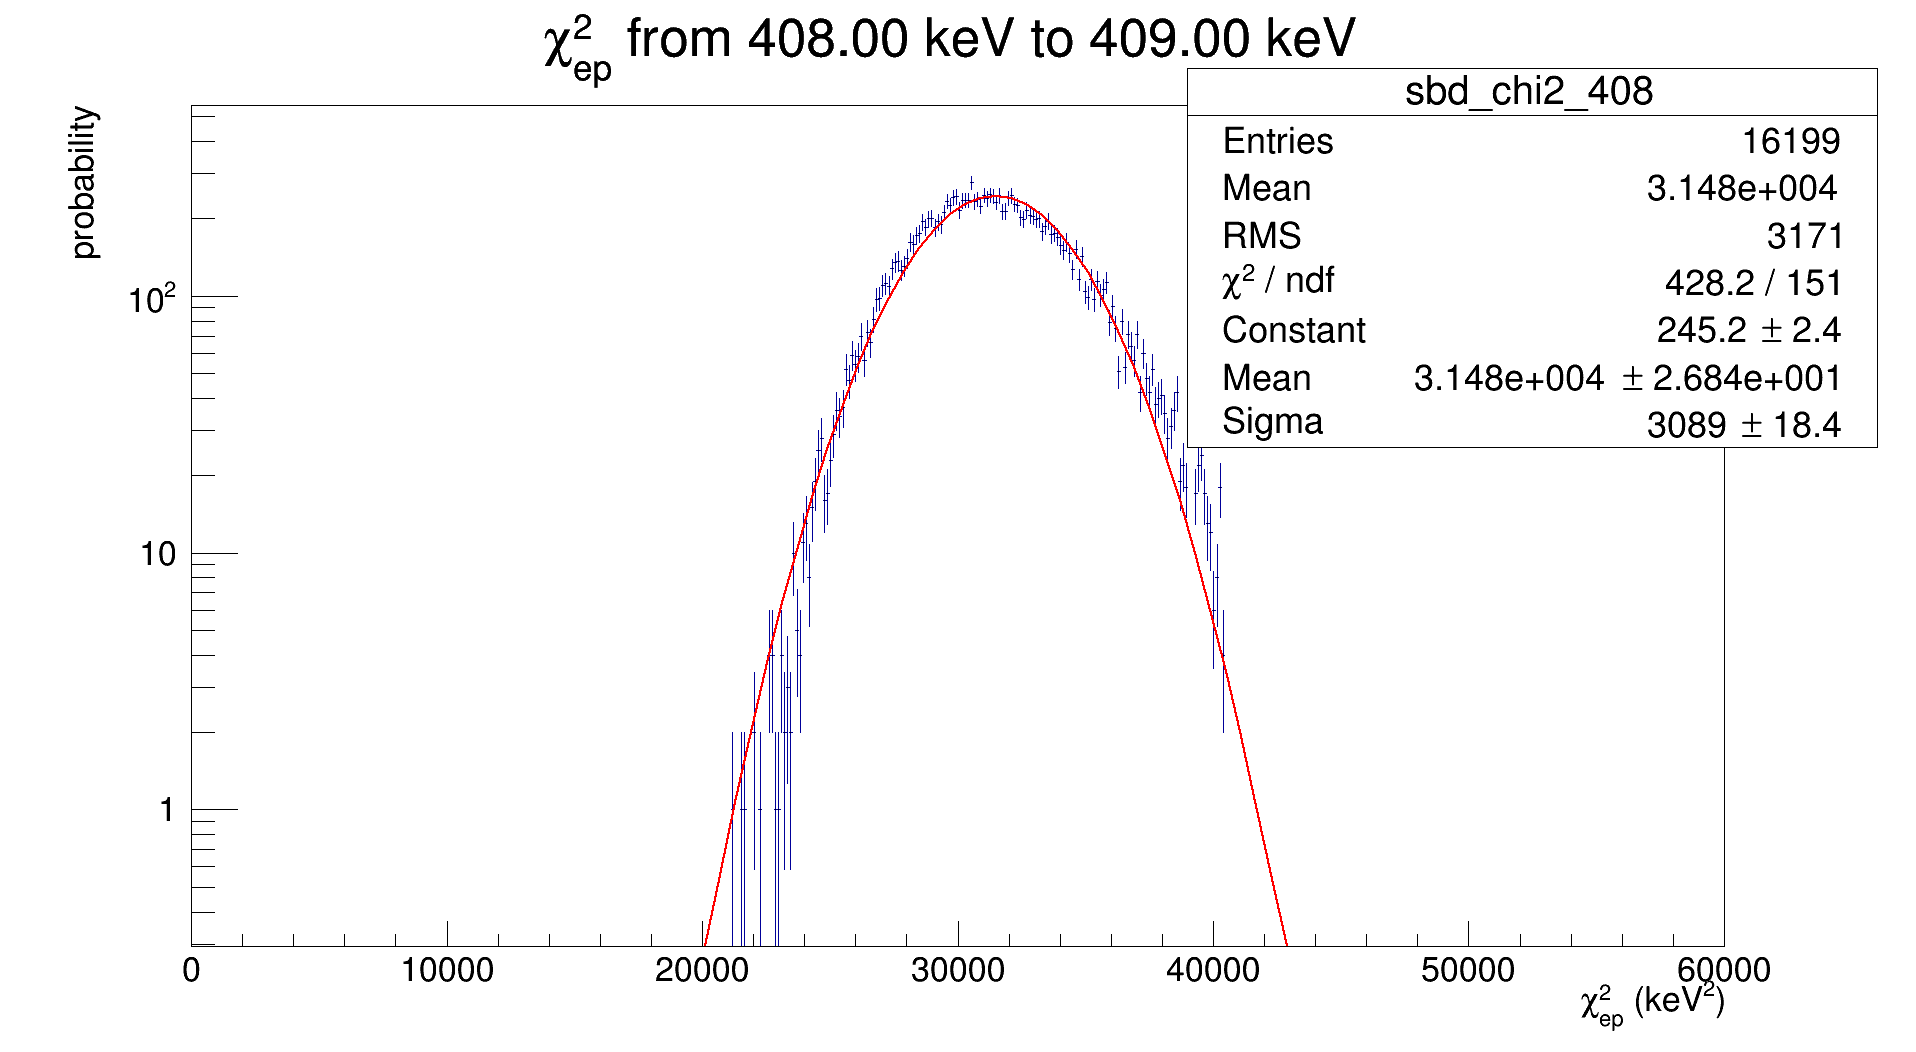 χ²ep from 408.00 keV to 409.00 keV
sbd_chi2_408
Entries 16199
Mean 3.148e+004
RMS 3171
χ² / ndf 428.2 / 151
Constant 245.2 ± 2.4
Mean 3.148e+004 ± 2.684e+001
Sigma 3089 ± 18.4
probability
10²
10
1
0 10000 20000 30000 40000 50000 60000
χ²ep (keV²)